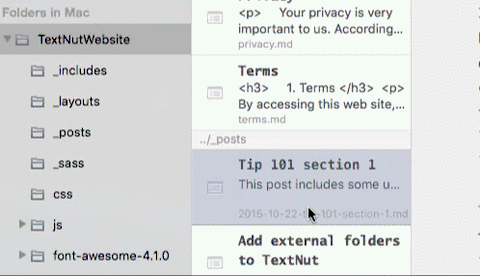 Folders in Mac
TextNutWebsite
_includes
_layouts
_posts
_sass
css
js
font-awesome-4.1.0
<p> Your privacy is very
important to us. According...
privacy.md
Terms
<h3> 1. Terms </h3> <p>
By accessing this web site,...
terms.md
../_posts
Tip 101 section 1
This post includes some u...
2015-10-22-101-section-1.md
Add external folders
to TextNut